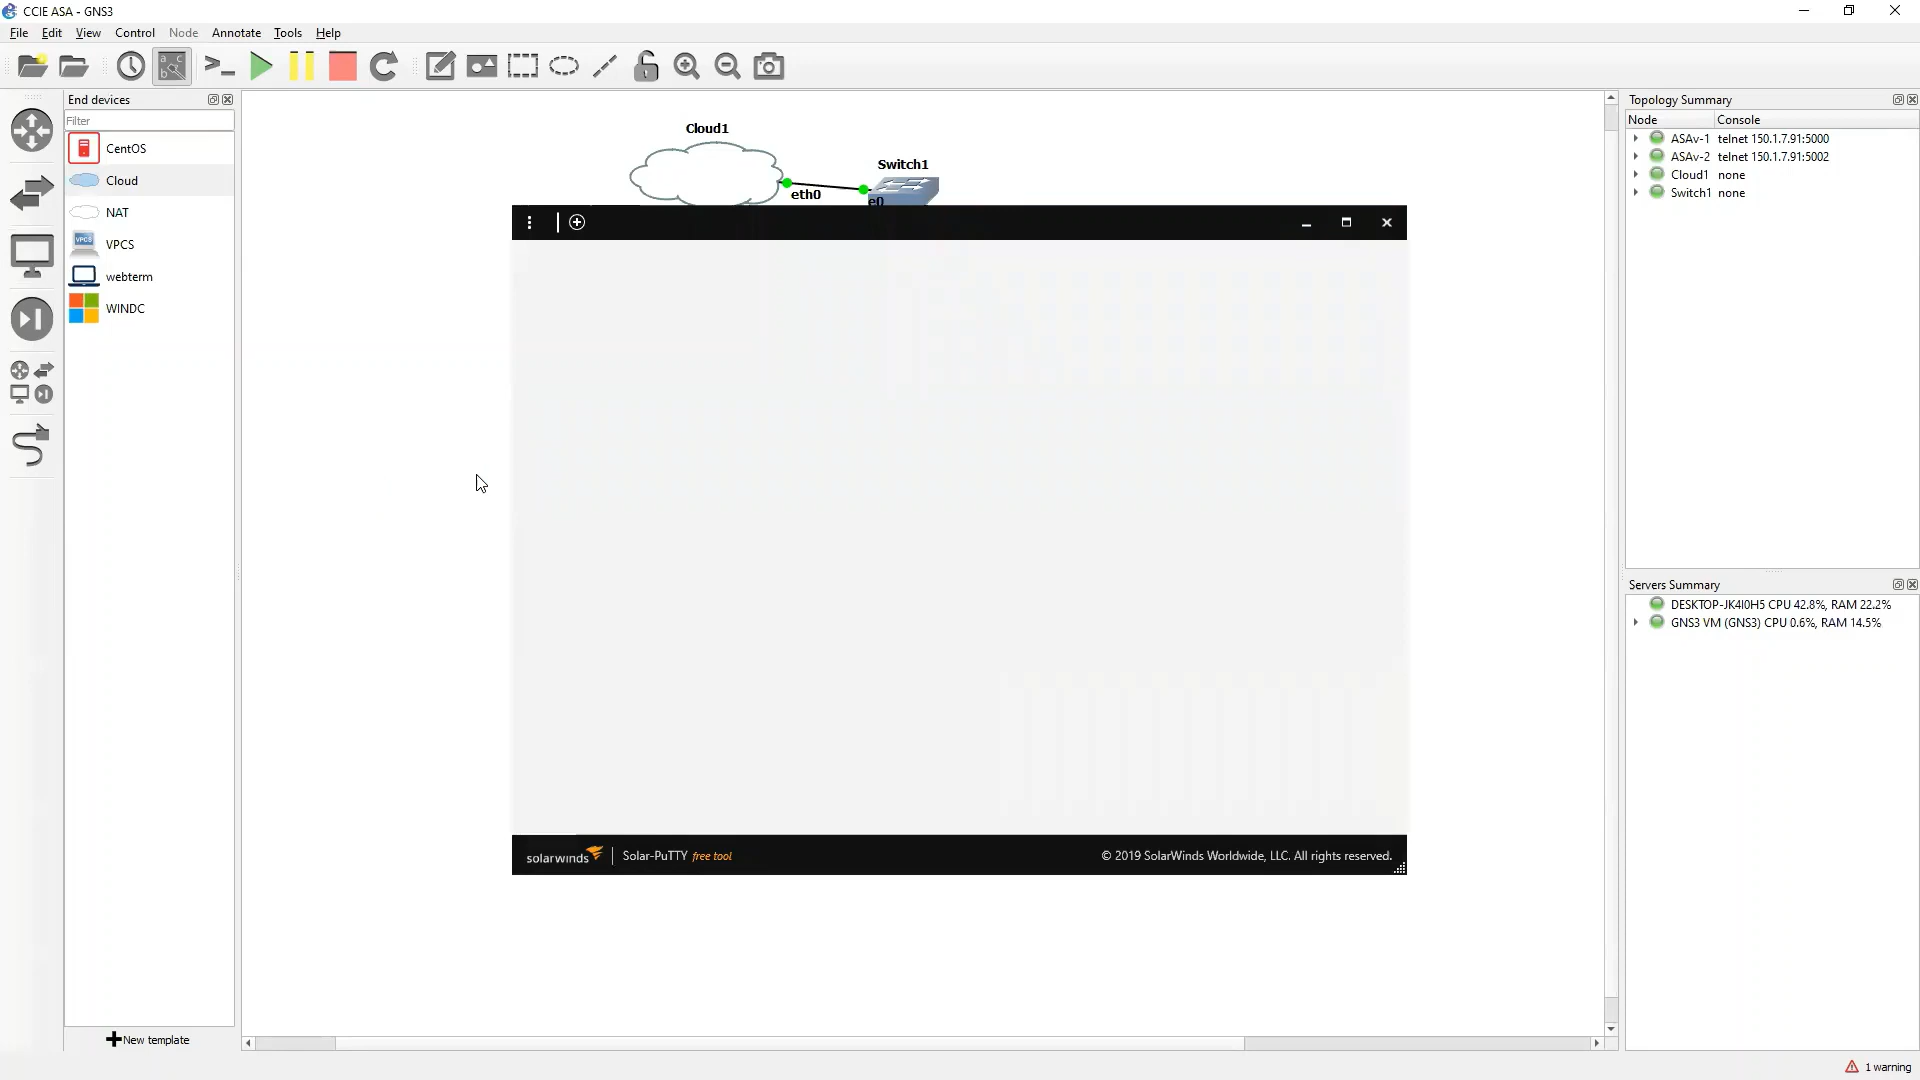 CCIE ASA - GNS3
File Edit View Control Node Annotate Tools Help
End devices
Filter
CentOS
Cloud
NAT
VPCS
VPCS
webterm
WINDC
New template
Cloud1
Switch1
eth0
e0
solarwinds Solar-PuTTY free tool
© 2019 SolarWinds Worldwide, LLC. All rights reserved.
Topology Summary
Node Console
ASAv-1 telnet 150.1.7.91:5000
ASAv-2 telnet 150.1.7.91:5002
Cloud1 none
Switch1 none
Servers Summary
DESKTOP-JK4I0H5 CPU 42.8%, RAM 22.2%
GNS3 VM (GNS3) CPU 0.6%, RAM 14.5%
1 warning